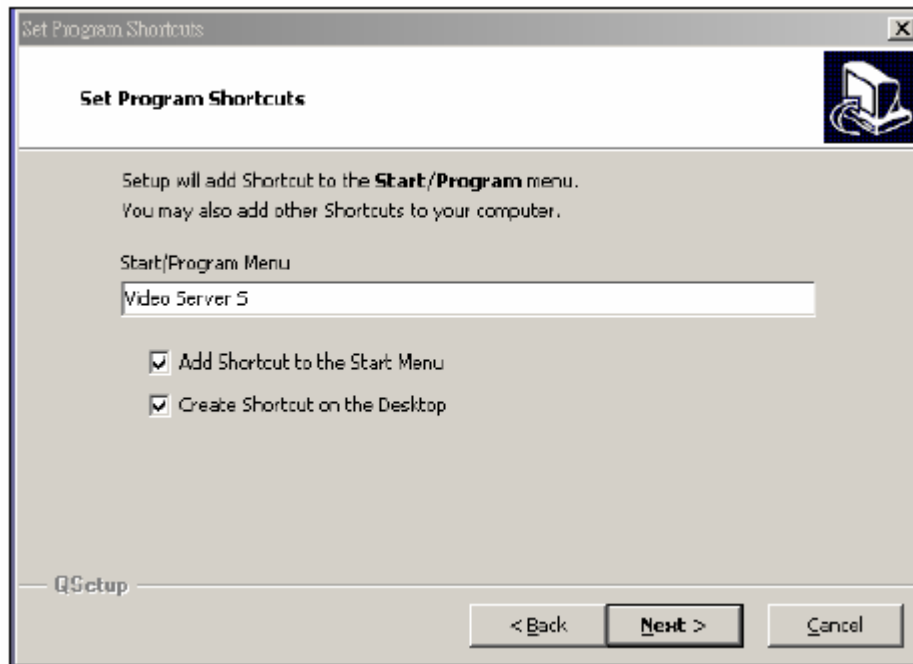 Set Program Shortcuts
Set Program Shortcuts
Setup will add Shortcut to the Start/Program menu.
You may also add other Shortcuts to your computer.
Start/Program Menu
Video Server S
Add Shortcut to the Start Menu
Create Shortcut on the Desktop
QSetup
< Back Next > Cancel